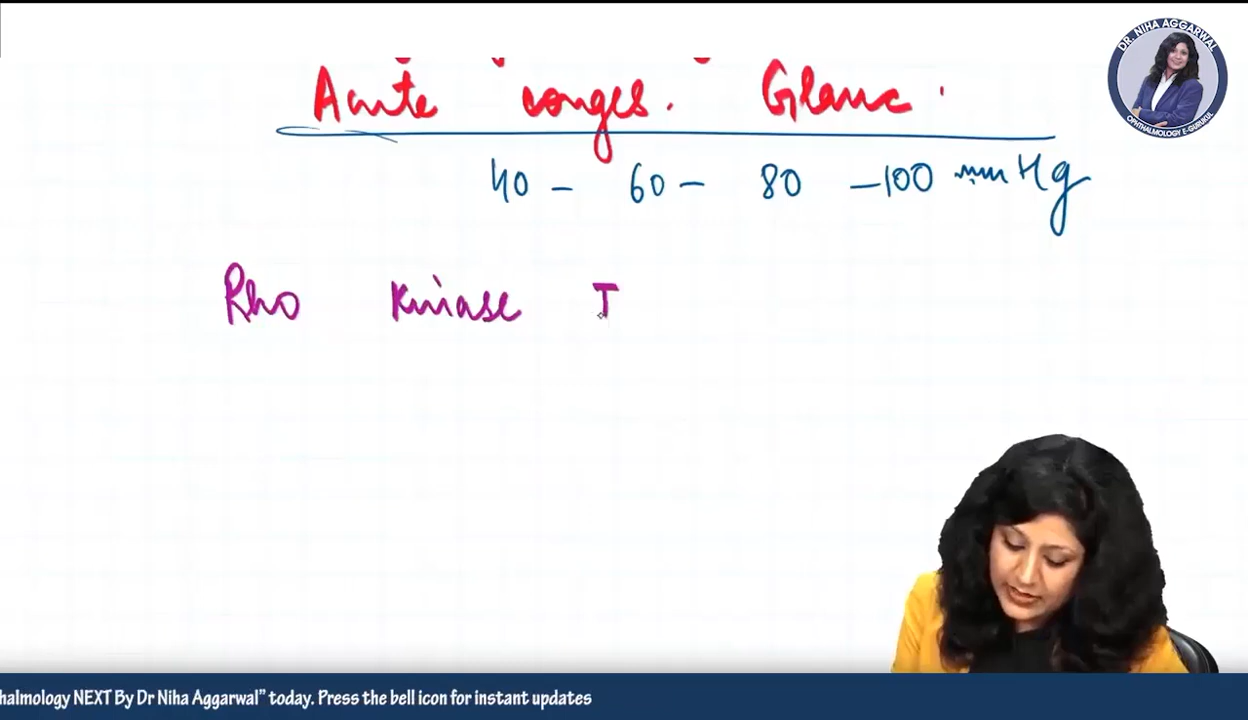 DR. NIHA AGGARWAL
OPHTHALMOLOGY E-GURUKUL
Acute conges. Glauc.
40 - 60 - 80 - 100 mmHg
Rho Kinase I
halmology NEXT By Dr Niha Aggarwal" today. Press the bell icon for instant updates